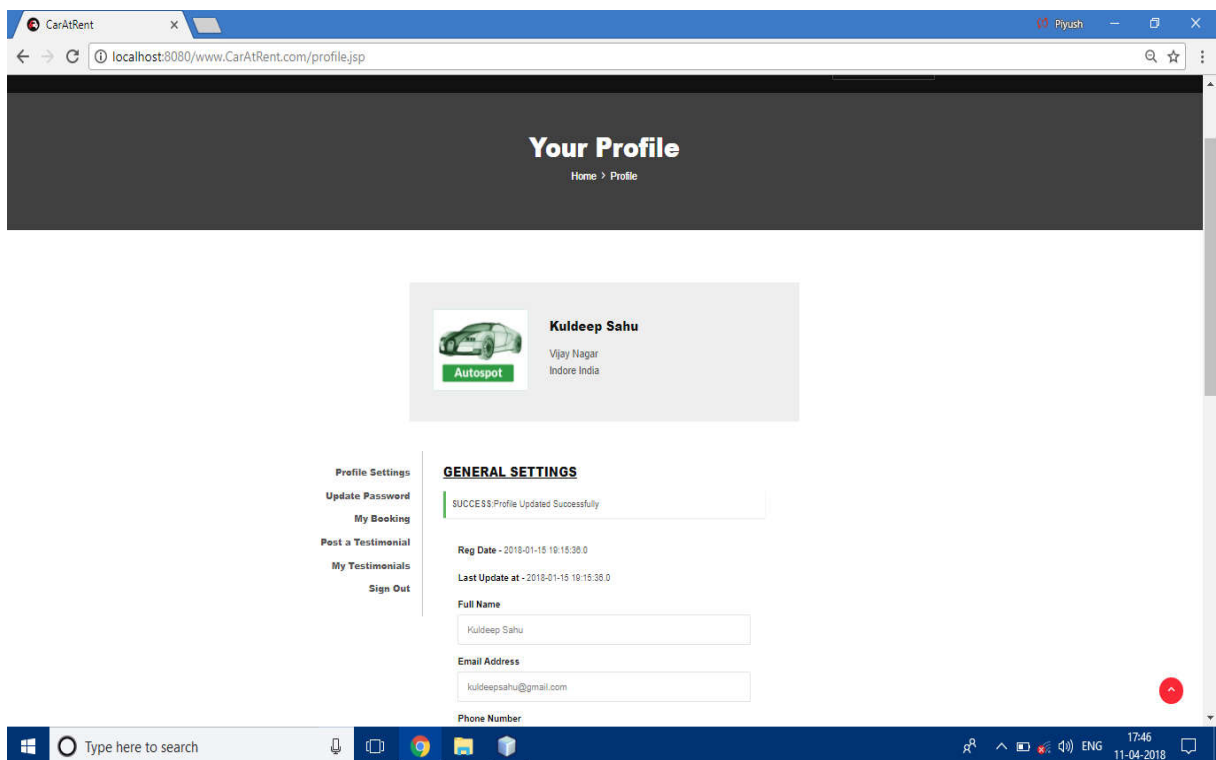 CarAtRent
Piyush
localhost:8080/www.CarAtRent.com/profile.jsp
Your Profile
Home > Profile
Autospot
Kuldeep Sahu
Vijay Nagar
Indore India
Profile Settings
Update Password
My Booking
Post a Testimonial
My Testimonials
Sign Out
GENERAL SETTINGS
SUCCESS:Profile Updated Successfully
Reg Date - 2018-01-15 19:15:36.0
Last Update at - 2018-01-15 19:15:36.0
Full Name
Kuldeep Sahu
Email Address
kuldeepsahu@gmail.com
Phone Number
Type here to search
ENG
17:46
11-04-2018